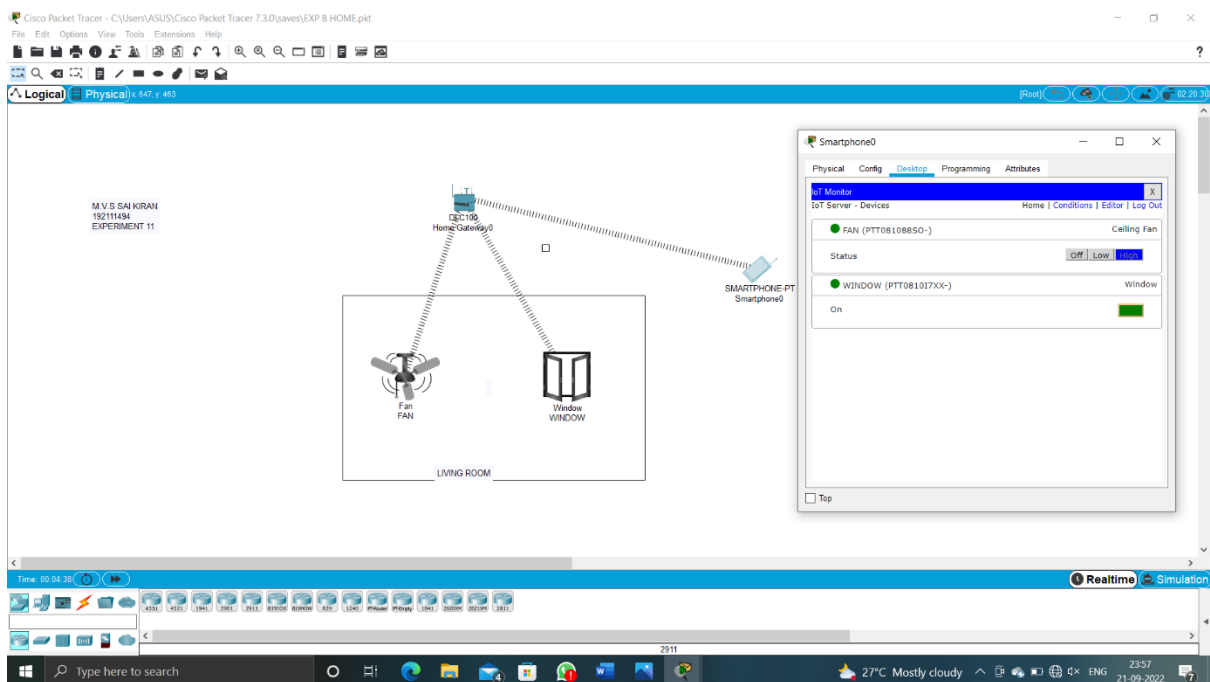 Cisco Packet Tracer - C:\Users\ASUS\Cisco Packet Tracer 7.3.0\saves\EXP 8 HOME.pkt
File Edit Options View Tools Extensions Help
?
Logical Physical x: 647, y: 463 [Root] 02:20:30
M.V.S SAI KIRAN
192111494
EXPERIMENT 11
Home Gateway0
SMARTPHONE-PT
Smartphone0
Fan
FAN
Window
WINDOW
LIVING ROOM
Smartphone0
Physical Config Desktop Programming Attributes
IoT Monitor X
IoT Server - Devices Home | Conditions | Editor | Log Out
FAN (PTT081088SO-) Ceiling Fan
Status Off Low High
WINDOW (PTT0810I7XX-) Window
On
Top
Time: 00:04:38 Realtime Simulation
4331 4321 1941 2901 2911 819IOX 819HGW 829 1240 PT-Router PT-Empty 1841 2620XM 2621XM 2811
2911
Type here to search 27°C Mostly cloudy ENG 23:57
21-09-2022